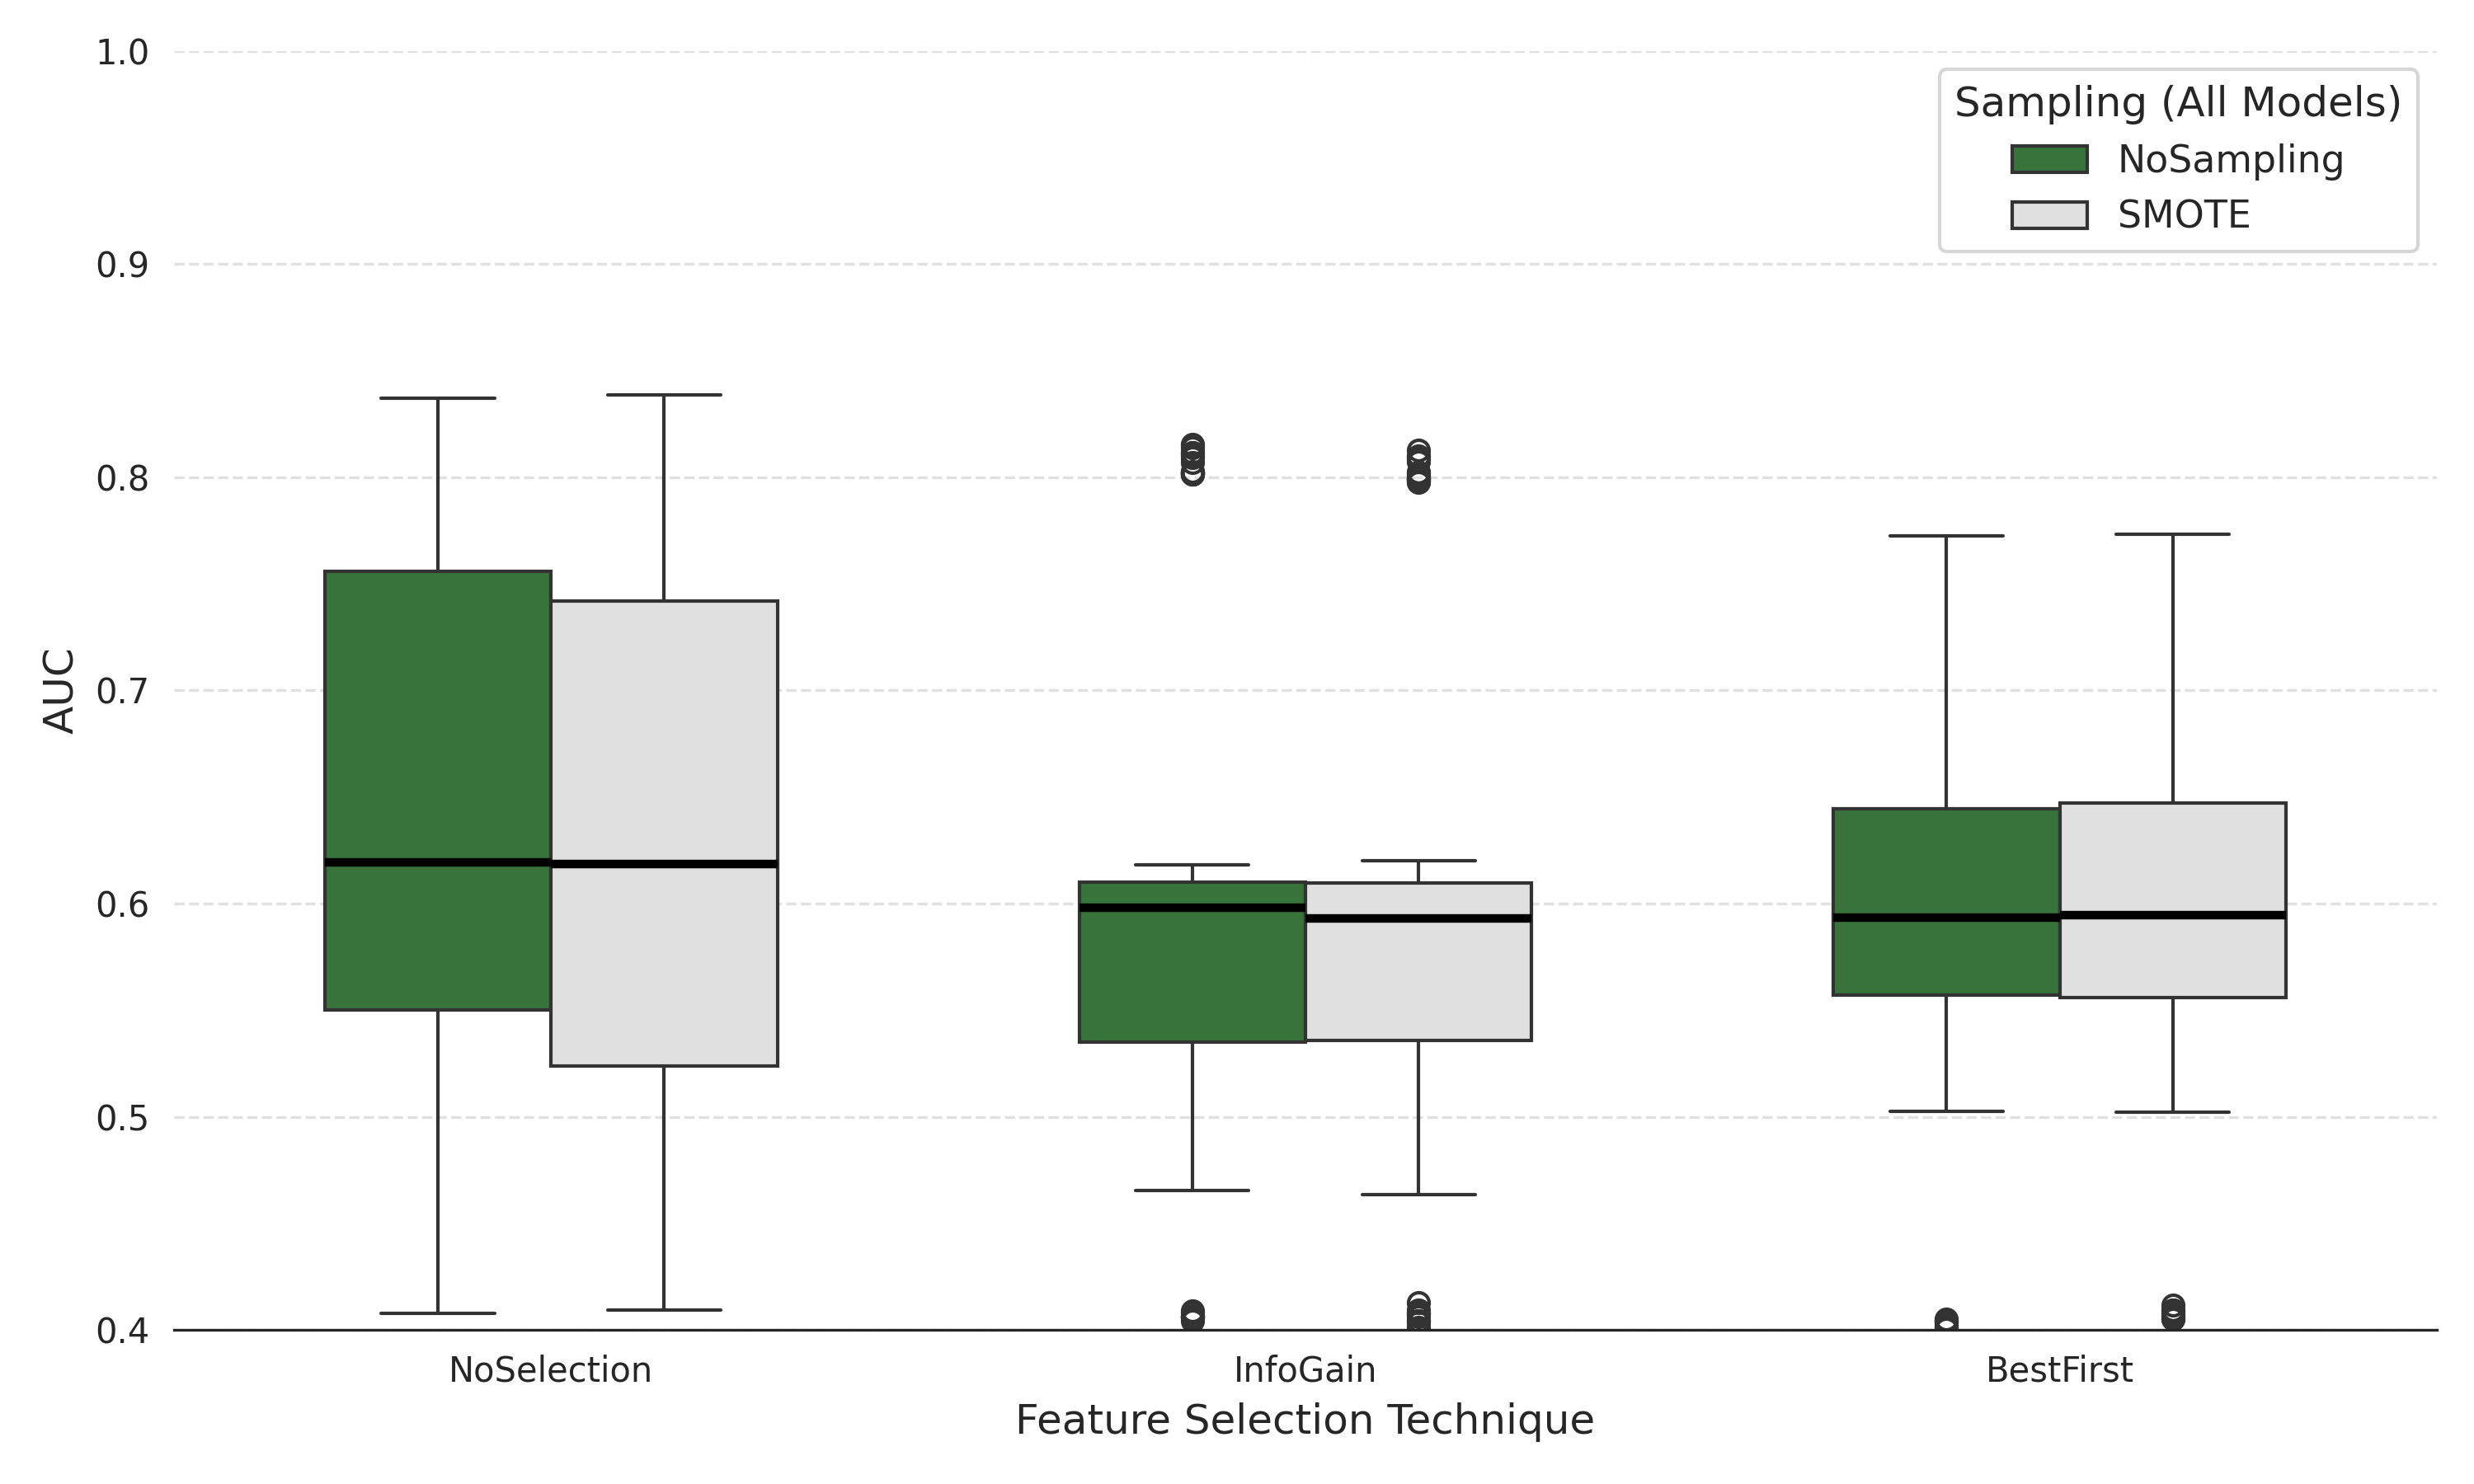 Sampling (All Models)
NoSampling
SMOTE
AUC
1.0
0.9
0.8
0.7
0.6
0.5
0.4
NoSelection
InfoGain
BestFirst
Feature Selection Technique